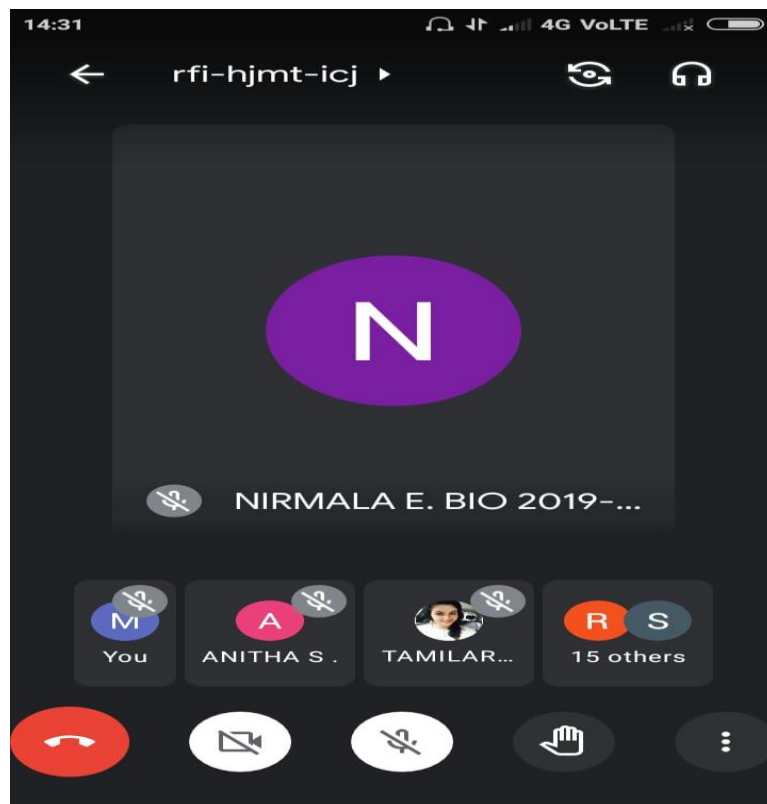 14:31 4G VoLTE
rfi-hjmt-icj
N
NIRMALA E. BIO 2019-...
M A R S
You ANITHA S . TAMILAR... 15 others